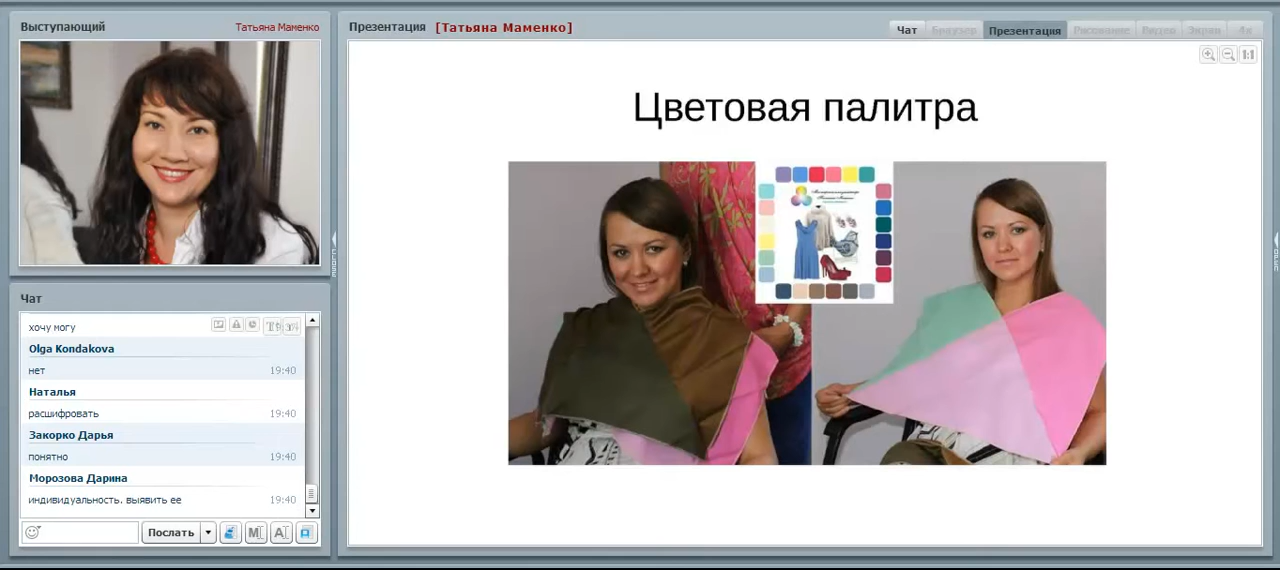 Выступающий
Татьяна Маменко
Чат
хочу могу
Olga Kondakova
нет
19:40
Наталья
расшифровать
19:40
Закорко Дарья
понятно
19:40
Морозова Дарина
индивидуальность. выявить ее
19:40
Послать
Презентация [Татьяна Маменко]
Чат
Браузер
Презентация
Рисование
Видео
Экран
1:1
Цветовая палитра